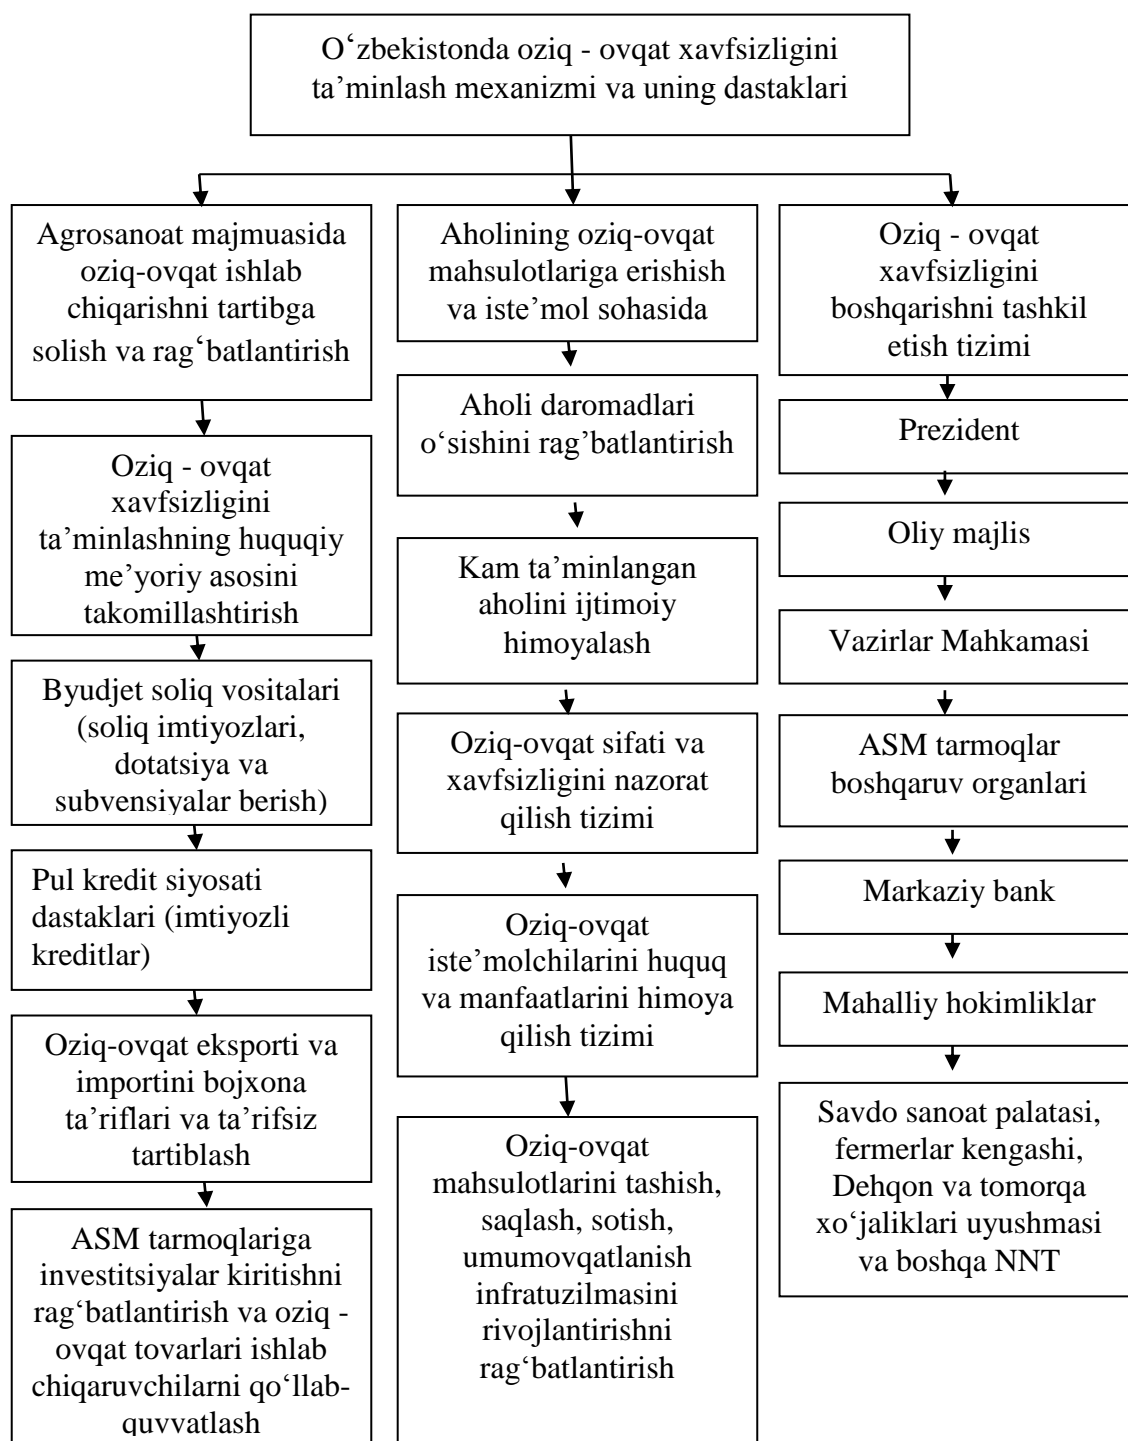 O‘zbekistonda oziq - ovqat xavfsizligini
ta’minlash mexanizmi va uning dastaklari
Agrosanoat majmuasida
oziq-ovqat ishlab
chiqarishni tartibga
solish va rag‘batlantirish
Oziq - ovqat
xavfsizligini
ta’minlashning huquqiy
me’yoriy asosini
takomillashtirish
Byudjet soliq vositalari
(soliq imtiyozlari,
dotatsiya va
subvensiyalar berish)
Pul kredit siyosati
dastaklari (imtiyozli
kreditlar)
Oziq-ovqat eksporti va
importini bojxona
ta’riflari va ta’rifsiz
tartiblash
ASM tarmoqlariga
investitsiyalar kiritishni
rag‘batlantirish va oziq -
ovqat tovarlari ishlab
chiqaruvchilarni qo‘llab-
quvvatlash
Aholining oziq-ovqat
mahsulotlariga erishish
va iste’mol sohasida
Aholi daromadlari
o‘sishini rag’batlantirish
Kam ta’minlangan
aholini ijtimoiy
himoyalash
Oziq-ovqat sifati va
xavfsizligini nazorat
qilish tizimi
Oziq-ovqat
iste’molchilarini huquq
va manfaatlarini himoya
qilish tizimi
Oziq-ovqat
mahsulotlarini tashish,
saqlash, sotish,
umumovqatlanish
infratuzilmasini
rivojlantirishni
rag‘batlantirish
Oziq - ovqat
xavfsizligini
boshqarishni tashkil
etish tizimi
Prezident
Oliy majlis
Vazirlar Mahkamasi
ASM tarmoqlar
boshqaruv organlari
Markaziy bank
Mahalliy hokimliklar
Savdo sanoat palatasi,
fermerlar kengashi,
Dehqon va tomorqa
xo‘jaliklari uyushmasi
va boshqa NNT